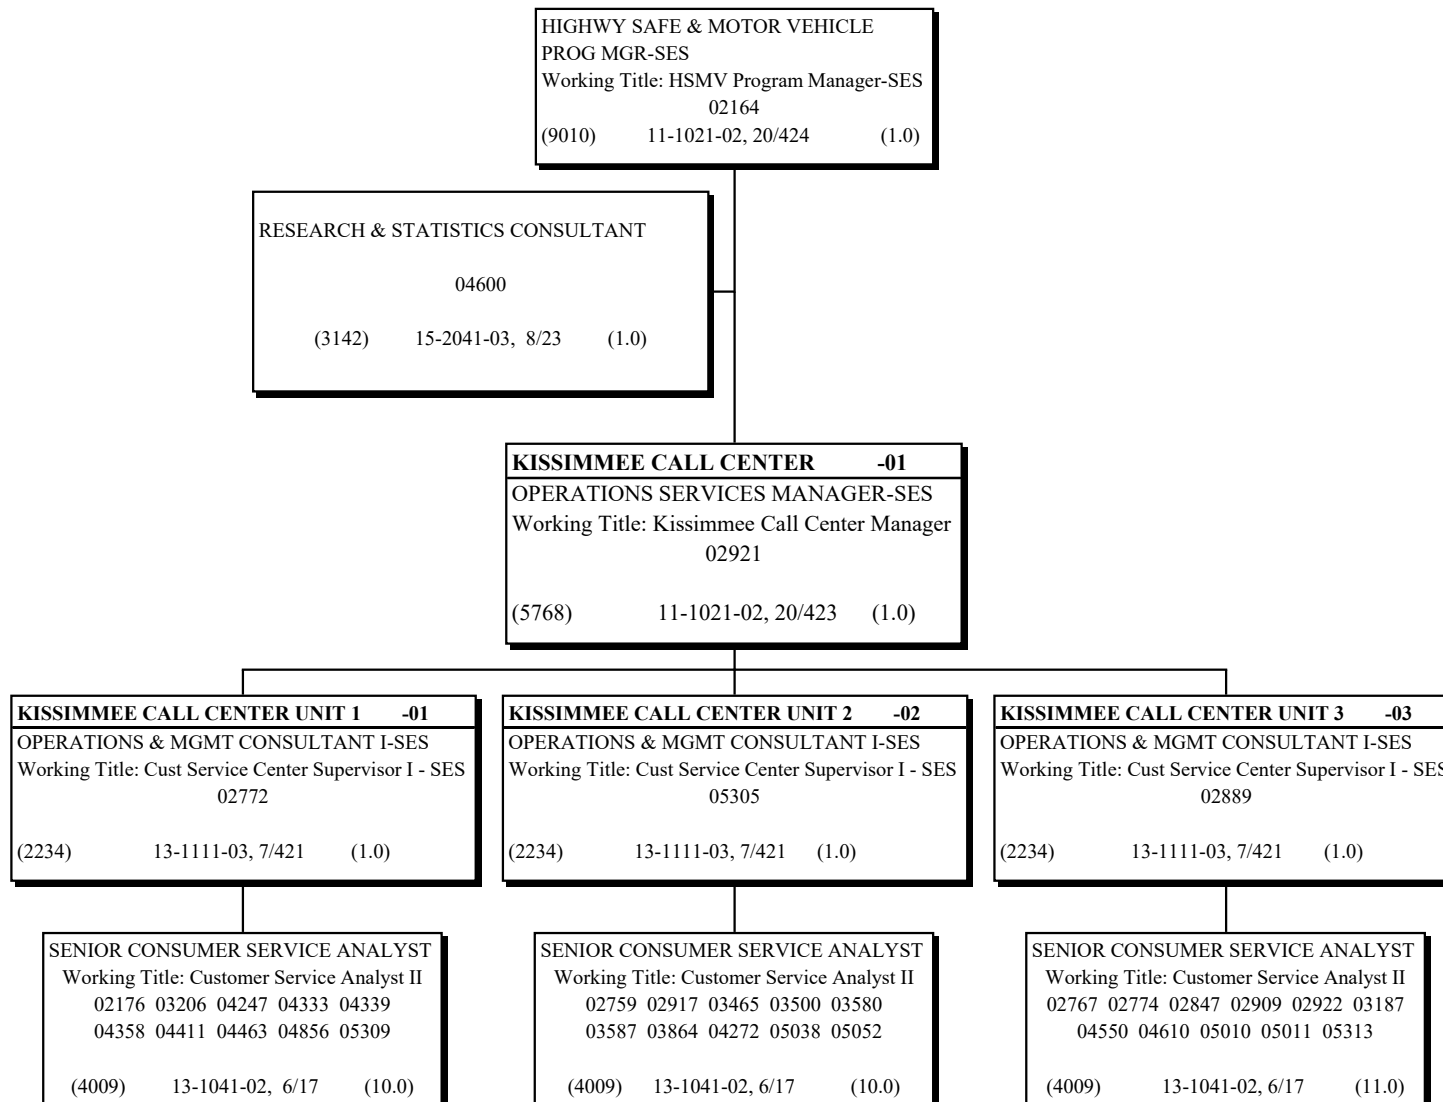 HIGHWY SAFE & MOTOR VEHICLE
PROG MGR-SES
Working Title: HSMV Program Manager-SES
02164
(9010) 11-1021-02, 20/424 (1.0)
RESEARCH & STATISTICS CONSULTANT
04600
(3142) 15-2041-03, 8/23 (1.0)
KISSIMMEE CALL CENTER -01
OPERATIONS SERVICES MANAGER-SES
Working Title: Kissimmee Call Center Manager
02921
(5768) 11-1021-02, 20/423 (1.0)
KISSIMMEE CALL CENTER UNIT 1 -01
OPERATIONS & MGMT CONSULTANT I-SES
Working Title: Cust Service Center Supervisor I - SES
02772
(2234) 13-1111-03, 7/421 (1.0)
KISSIMMEE CALL CENTER UNIT 2 -02
OPERATIONS & MGMT CONSULTANT I-SES
Working Title: Cust Service Center Supervisor I - SES
05305
(2234) 13-1111-03, 7/421 (1.0)
KISSIMMEE CALL CENTER UNIT 3 -03
OPERATIONS & MGMT CONSULTANT I-SES
Working Title: Cust Service Center Supervisor I - SES
02889
(2234) 13-1111-03, 7/421 (1.0)
SENIOR CONSUMER SERVICE ANALYST
Working Title: Customer Service Analyst II
02176 03206 04247 04333 04339
04358 04411 04463 04856 05309
(4009) 13-1041-02, 6/17 (10.0)
SENIOR CONSUMER SERVICE ANALYST
Working Title: Customer Service Analyst II
02759 02917 03465 03500 03580
03587 03864 04272 05038 05052
(4009) 13-1041-02, 6/17 (10.0)
SENIOR CONSUMER SERVICE ANALYST
Working Title: Customer Service Analyst II
02767 02774 02847 02909 02922 03187
04550 04610 05010 05011 05313
(4009) 13-1041-02, 6/17 (11.0)